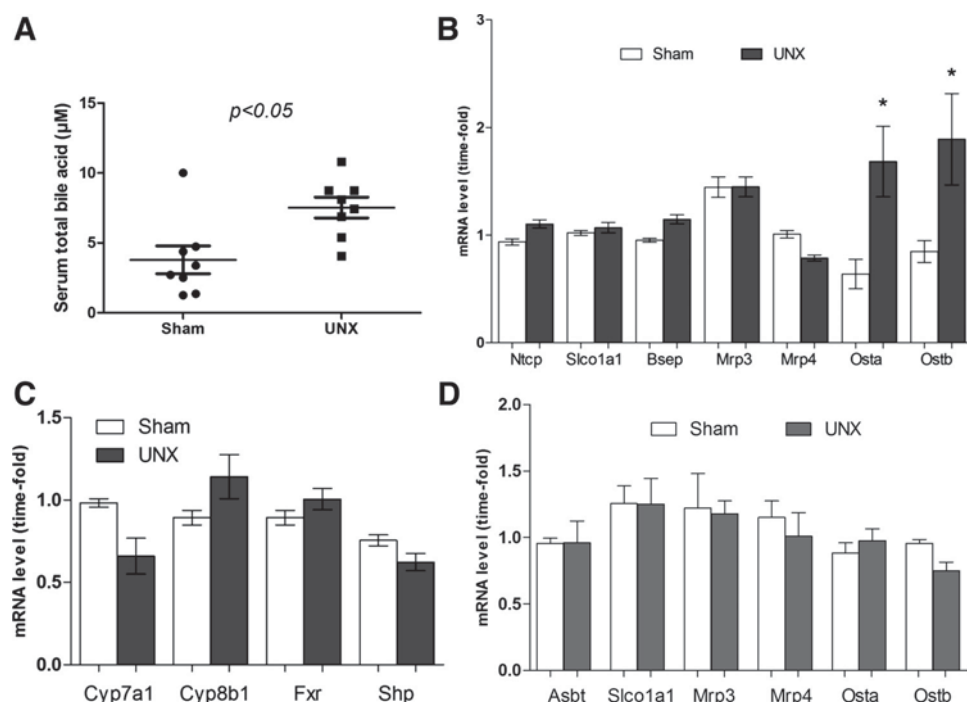 A
Serum total bile acid (µM)
15
10
5
0
p<0.05
Sham
UNX
B
mRNA level (time-fold)
3
2
1
0
Sham
UNX
*
*
Ntcp
Slco1a1
Bsep
Mrp3
Mrp4
Osta
Ostb
C
mRNA level (time-fold)
1.5
1.0
0.5
0.0
Sham
UNX
Cyp7a1
Cyp8b1
Fxr
Shp
D
mRNA level (time-fold)
2.0
1.5
1.0
0.5
0.0
Sham
UNX
Asbt
Slco1a1
Mrp3
Mrp4
Osta
Ostb